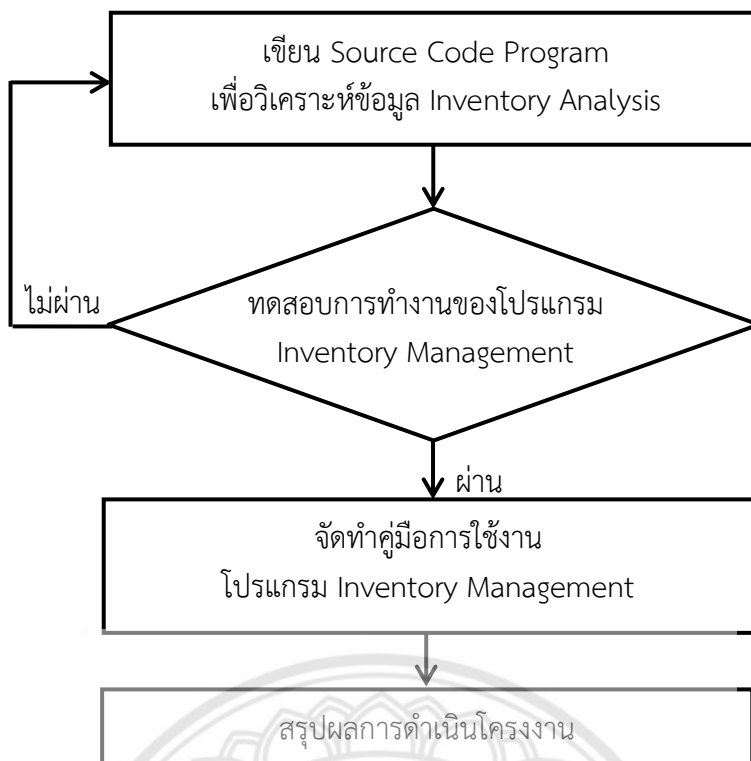 เขียน Source Code Program
เพื่อวิเคราะห์ข้อมูล Inventory Analysis
ไม่ผ่าน
ทดสอบการทำงานของโปรแกรม
Inventory Management
ผ่าน
จัดทำคู่มือการใช้งาน
โปรแกรม Inventory Management
สรุปผลการดำเนินโครงงาน